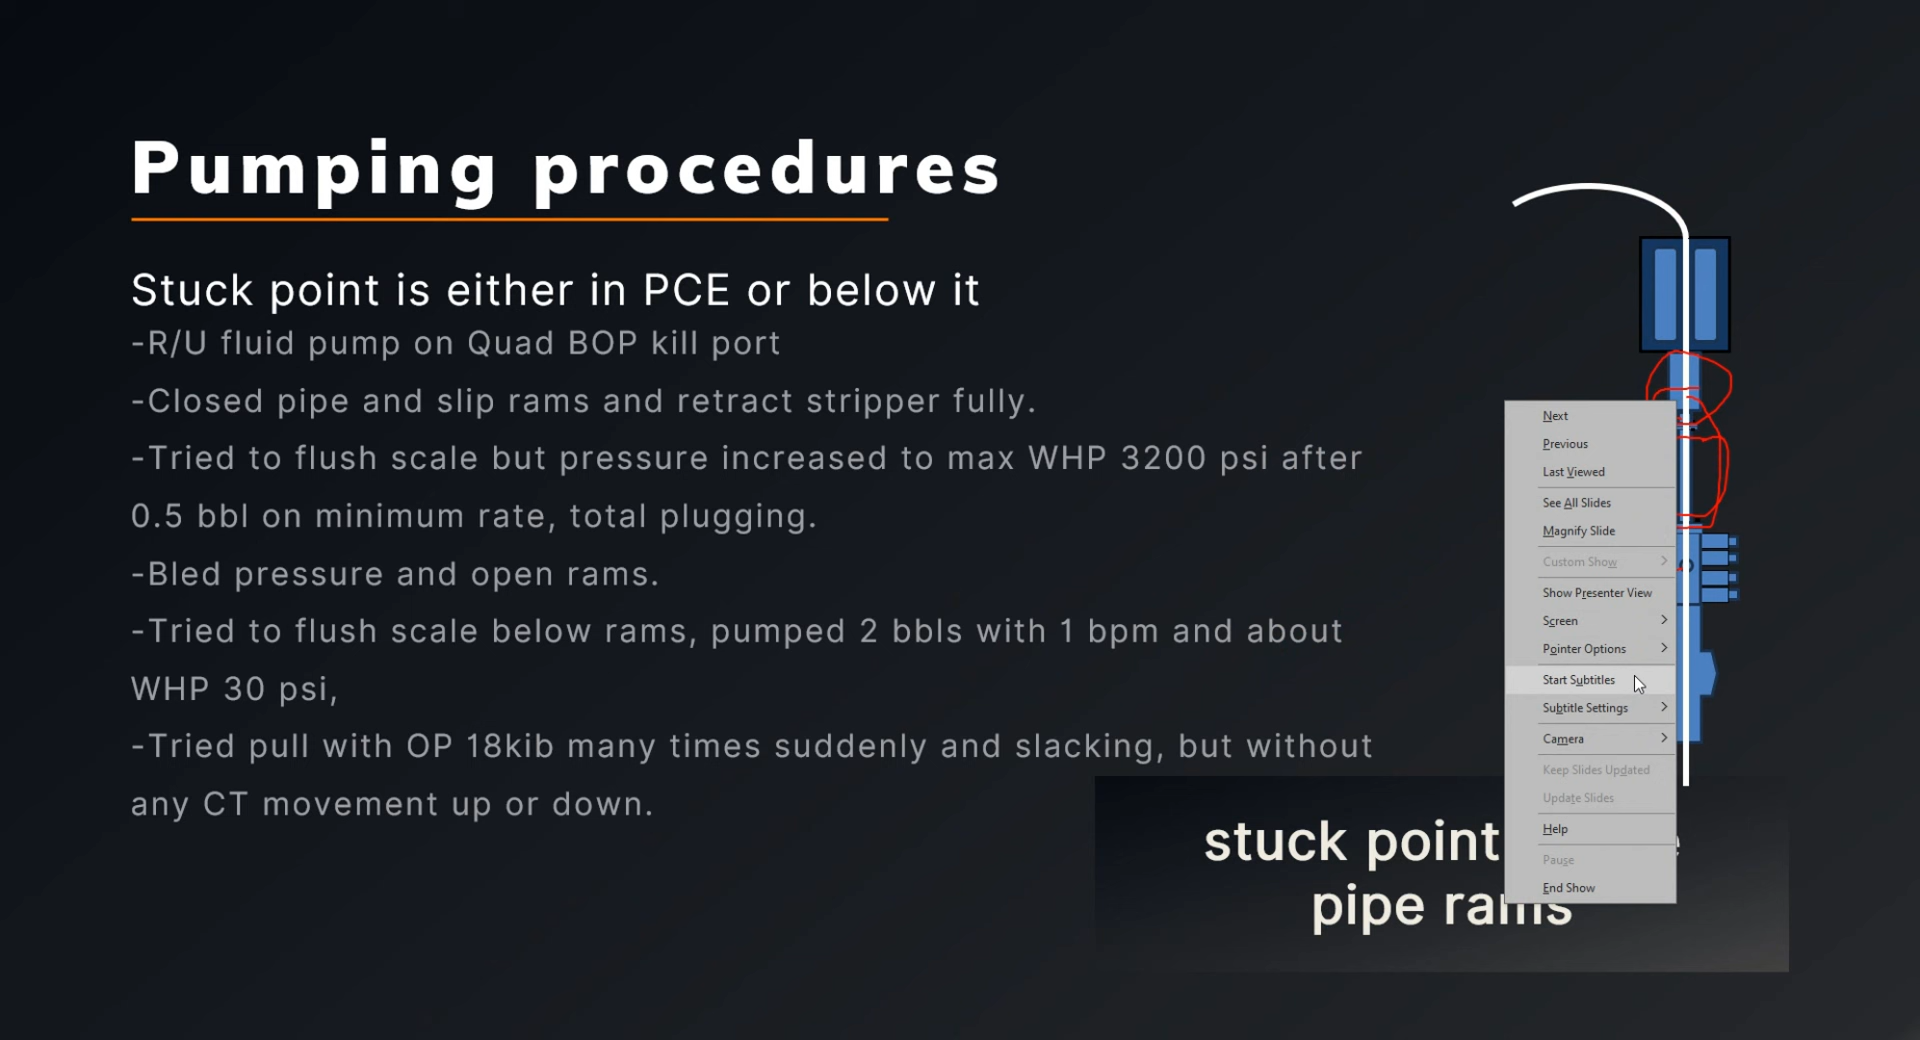 Pumping procedures
Stuck point is either in PCE or below it
-R/U fluid pump on Quad BOP kill port
-Closed pipe and slip rams and retract stripper fully.
-Tried to flush scale but pressure increased to max WHP 3200 psi after
0.5 bbl on minimum rate, total plugging.
-Bled pressure and open rams.
-Tried to flush scale below rams, pumped 2 bbls with 1 bpm and about
WHP 30 psi,
-Tried pull with OP 18kib many times suddenly and slacking, but without
any CT movement up or down.
stuck point
pipe rams
Next
Previous
Last Viewed
See All Slides
Magnify Slide
Custom Show
Show Presenter View
Screen
Pointer Options
Start Subtitles
Subtitle Settings
Camera
Keep Slides Updated
Update Slides
Help
Pause
End Show